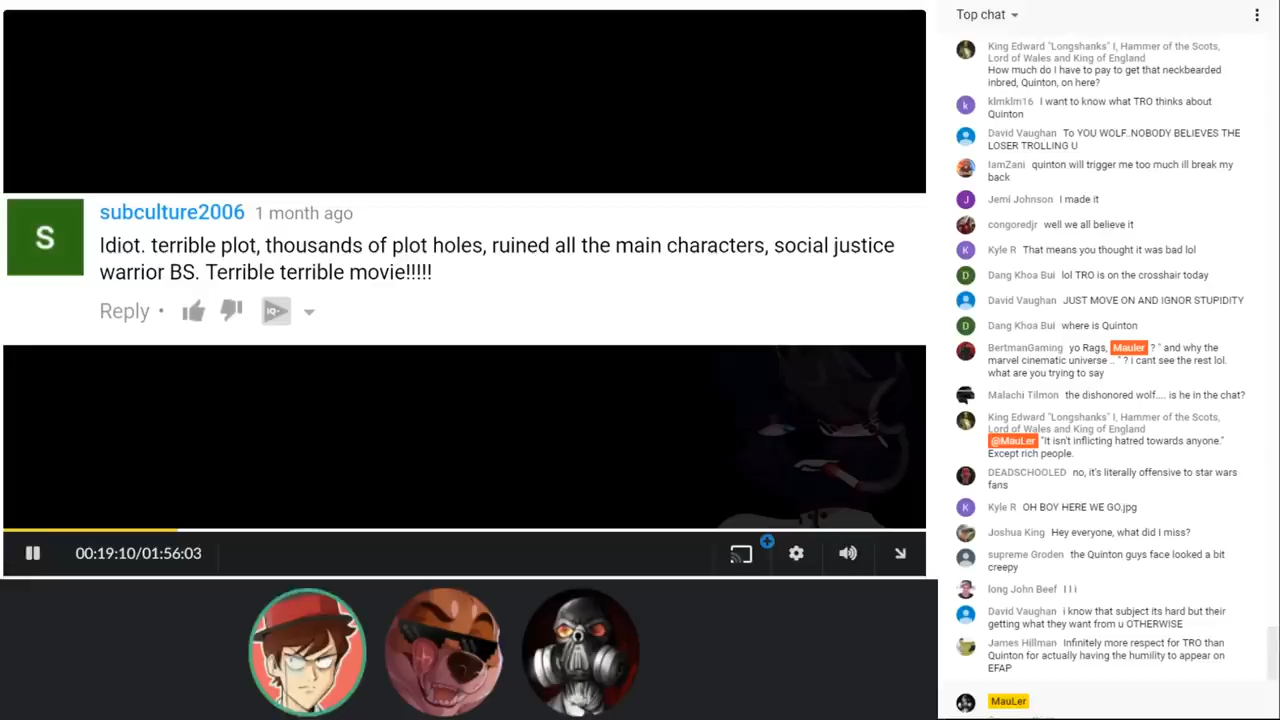 subculture2006 1 month ago
Idiot. terrible plot, thousands of plot holes, ruined all the main characters, social justice
warrior BS. Terrible terrible movie!!!!!
Reply •
S
IQ
00:19:10/01:56:03
Top chat
King Edward "Longshanks" I, Hammer of the Scots,
Lord of Wales and King of England
How much do I have to pay to get that neckbearded
inbred, Quinton, on here?
k
klmklm16 I want to know what TRO thinks about
Quinton
David Vaughan To YOU WOLF..NOBODY BELIEVES THE
LOSER TROLLING U
IamZani quinton will trigger me too much ill break my
back
J
Jemi Johnson I made it
congoredjr well we all believe it
K
Kyle R That means you thought it was bad lol
D
Dang Khoa Bui lol TRO is on the crosshair today
David Vaughan JUST MOVE ON AND IGNOR STUPIDITY
D
Dang Khoa Bui where is Quinton
BertmanGaming yo Rags, Mauler ? " and why the
marvel cinematic universe .. " ? i cant see the rest lol.
what are you trying to say
Malachi Tilmon the dishonored wolf.... is he in the chat?
King Edward "Longshanks" I, Hammer of the Scots,
Lord of Wales and King of England
@MauLer "It isn't inflicting hatred towards anyone."
Except rich people.
DEADSCHOOLED no, it's literally offensive to star wars
fans
K
Kyle R OH BOY HERE WE GO.jpg
Joshua King Hey everyone, what did I miss?
supreme Groden the Quinton guys face looked a bit
creepy
long John Beef l l i
David Vaughan i know that subject its hard but their
getting what they want from u OTHERWISE
James Hillman Infinitely more respect for TRO than
Quinton for actually having the humility to appear on
EFAP
MauLer